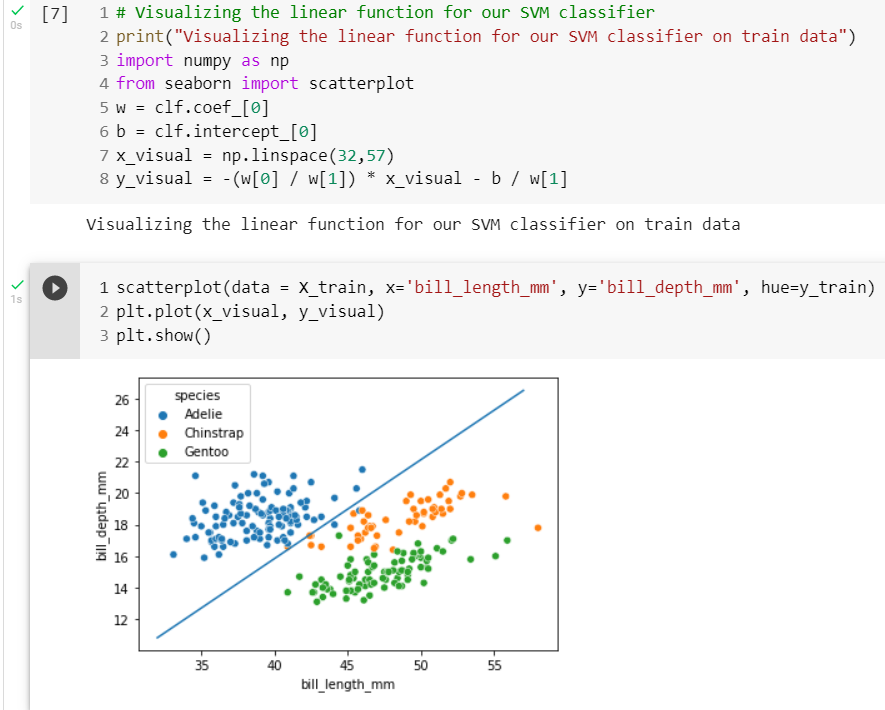 [7] 1 # Visualizing the linear function for our SVM classifier
0s 2 print("Visualizing the linear function for our SVM classifier on train data")
3 import numpy as np
4 from seaborn import scatterplot
5 w = clf.coef_[0]
6 b = clf.intercept_[0]
7 x_visual = np.linspace(32,57)
8 y_visual = -(w[0] / w[1]) * x_visual - b / w[1]
Visualizing the linear function for our SVM classifier on train data
1 scatterplot(data = X_train, x='bill_length_mm', y='bill_depth_mm', hue=y_train)
1s 2 plt.plot(x_visual, y_visual)
3 plt.show()
species
Adelie
Chinstrap
Gentoo
26
24
22
20
18
16
14
12
bill_depth_mm
35 40 45 50 55
bill_length_mm